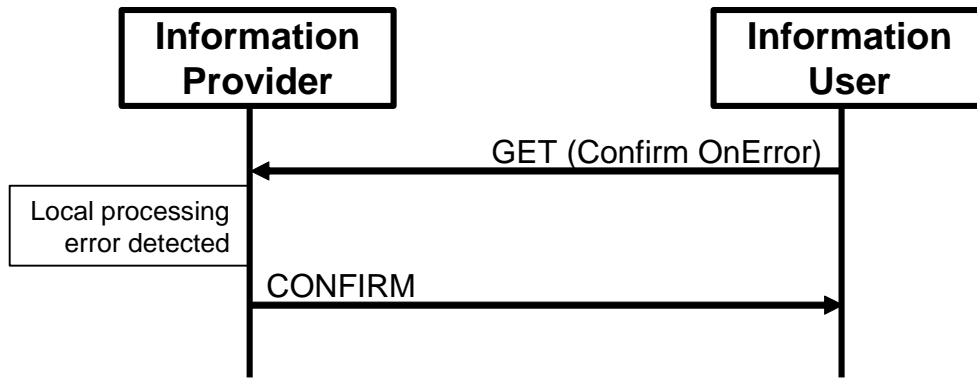 Information
Provider
Information
User
GET (Confirm OnError)
Local processing
error detected
CONFIRM